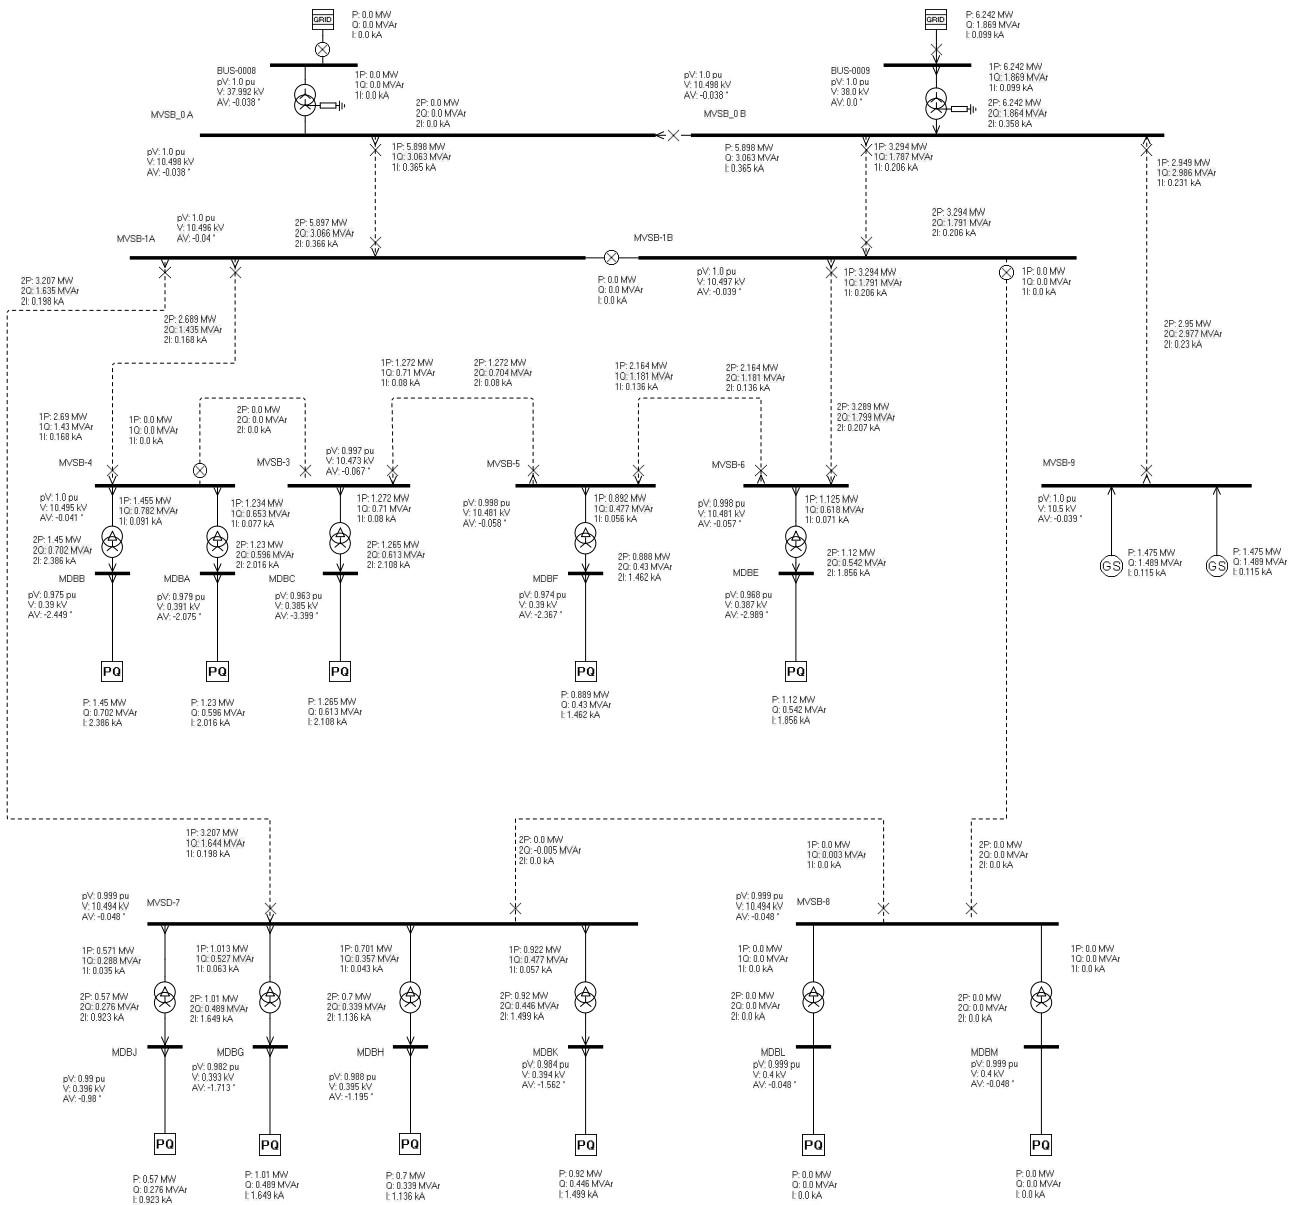 GRID
P: 0.0 MW
Q: 0.0 MVAr
I: 0.0 kA
GRID
P: 6.242 MW
Q: 1.869 MVAr
I: 0.099 kA
BUS-0008
pV: 1.0 pu
V: 37.992 kV
AV: -0.038 °
1P: 0.0 MW
1Q: 0.0 MVAr
1I: 0.0 kA
2P: 0.0 MW
2Q: 0.0 MVAr
2I: 0.0 kA
pV: 1.0 pu
V: 10.498 kV
AV: -0.038 °
BUS-0009
pV: 1.0 pu
V: 38.0 kV
AV: 0.0 °
1P: 6.242 MW
1Q: 1.869 MVAr
1I: 0.099 kA
2P: 6.242 MW
2Q: 1.864 MVAr
2I: 0.358 kA
MVSB_0A
MVSB_0B
pV: 1.0 pu
V: 10.498 kV
AV: -0.038 °
1P: 5.898 MW
1Q: 3.063 MVAr
1I: 0.365 kA
P: 5.898 MW
Q: 3.063 MVAr
I: 0.365 kA
1P: 3.294 MW
1Q: 1.787 MVAr
1I: 0.206 kA
1P: 2.949 MW
1Q: 2.986 MVAr
1I: 0.231 kA
pV: 1.0 pu
V: 10.496 kV
AV: -0.04 °
MVSB-1A
2P: 5.897 MW
2Q: 3.066 MVAr
2I: 0.366 kA
MVSB-1B
2P: 3.294 MW
2Q: 1.791 MVAr
2I: 0.206 kA
2P: 3.207 MW
2Q: 1.635 MVAr
2I: 0.198 kA
P: 0.0 MW
Q: 0.0 MVAr
I: 0.0 kA
pV: 1.0 pu
V: 10.497 kV
AV: -0.039 °
1P: 3.294 MW
1Q: 1.791 MVAr
1I: 0.206 kA
1P: 0.0 MW
1Q: 0.0 MVAr
1I: 0.0 kA
2P: 2.689 MW
2Q: 1.435 MVAr
2I: 0.168 kA
2P: 2.95 MW
2Q: 2.977 MVAr
2I: 0.23 kA
1P: 1.272 MW
1Q: 0.71 MVAr
1I: 0.08 kA
2P: 1.272 MW
2Q: 0.704 MVAr
2I: 0.08 kA
1P: 2.164 MW
1Q: 1.181 MVAr
1I: 0.136 kA
2P: 2.164 MW
2Q: 1.181 MVAr
2I: 0.136 kA
1P: 2.69 MW
1Q: 1.43 MVAr
1I: 0.168 kA
1P: 0.0 MW
1Q: 0.0 MVAr
1I: 0.0 kA
2P: 0.0 MW
2Q: 0.0 MVAr
2I: 0.0 kA
2P: 3.289 MW
2Q: 1.799 MVAr
2I: 0.207 kA
MVSB-4
MVSB-3
pV: 0.997 pu
V: 10.473 kV
AV: -0.067 °
MVSB-5
MVSB-6
MVSB-9
pV: 1.0 pu
V: 10.495 kV
AV: -0.041 °
1P: 1.455 MW
1Q: 0.782 MVAr
1I: 0.091 kA
1P: 1.234 MW
1Q: 0.653 MVAr
1I: 0.077 kA
1P: 1.272 MW
1Q: 0.71 MVAr
1I: 0.08 kA
pV: 0.998 pu
V: 10.481 kV
AV: -0.058 °
1P: 0.892 MW
1Q: 0.477 MVAr
1I: 0.056 kA
pV: 0.998 pu
V: 10.481 kV
AV: -0.057 °
1P: 1.125 MW
1Q: 0.618 MVAr
1I: 0.071 kA
pV: 1.0 pu
V: 10.5 kV
AV: -0.039 °
2P: 1.45 MW
2Q: 0.702 MVAr
2I: 2.386 kA
2P: 1.23 MW
2Q: 0.596 MVAr
2I: 2.016 kA
2P: 1.265 MW
2Q: 0.613 MVAr
2I: 2.108 kA
2P: 0.888 MW
2Q: 0.43 MVAr
2I: 1.462 kA
2P: 1.12 MW
2Q: 0.542 MVAr
2I: 1.856 kA
GS
P: 1.475 MW
Q: 1.489 MVAr
I: 0.115 kA
GS
P: 1.475 MW
Q: 1.489 MVAr
I: 0.115 kA
MDBB
MDBA
MDBC
MDBF
MDBE
pV: 0.975 pu
V: 0.39 kV
AV: -2.449 °
pV: 0.979 pu
V: 0.391 kV
AV: -2.075 °
pV: 0.963 pu
V: 0.385 kV
AV: -3.399 °
pV: 0.974 pu
V: 0.39 kV
AV: -2.367 °
pV: 0.968 pu
V: 0.387 kV
AV: -2.989 °
PQ
PQ
PQ
PQ
PQ
P: 1.45 MW
Q: 0.702 MVAr
I: 2.386 kA
P: 1.23 MW
Q: 0.596 MVAr
I: 2.016 kA
P: 1.265 MW
Q: 0.613 MVAr
I: 2.108 kA
P: 0.889 MW
Q: 0.43 MVAr
I: 1.462 kA
P: 1.12 MW
Q: 0.542 MVAr
I: 1.856 kA
1P: 3.207 MW
1Q: 1.644 MVAr
1I: 0.198 kA
2P: 0.0 MW
2Q: -0.005 MVAr
2I: 0.0 kA
1P: 0.0 MW
1Q: 0.003 MVAr
1I: 0.0 kA
2P: 0.0 MW
2Q: 0.0 MVAr
2I: 0.0 kA
pV: 0.999 pu
V: 10.494 kV
AV: -0.048 °
MVSD-7
pV: 0.999 pu
V: 10.494 kV
AV: -0.048 °
MVSB-8
1P: 0.571 MW
1Q: 0.288 MVAr
1I: 0.035 kA
1P: 1.013 MW
1Q: 0.527 MVAr
1I: 0.063 kA
1P: 0.701 MW
1Q: 0.357 MVAr
1I: 0.043 kA
1P: 0.922 MW
1Q: 0.477 MVAr
1I: 0.057 kA
1P: 0.0 MW
1Q: 0.0 MVAr
1I: 0.0 kA
1P: 0.0 MW
1Q: 0.0 MVAr
1I: 0.0 kA
2P: 0.57 MW
2Q: 0.276 MVAr
2I: 0.923 kA
2P: 1.01 MW
2Q: 0.489 MVAr
2I: 1.649 kA
2P: 0.7 MW
2Q: 0.339 MVAr
2I: 1.136 kA
2P: 0.92 MW
2Q: 0.446 MVAr
2I: 1.499 kA
2P: 0.0 MW
2Q: 0.0 MVAr
2I: 0.0 kA
2P: 0.0 MW
2Q: 0.0 MVAr
2I: 0.0 kA
MDBJ
MDBG
MDBH
MDBK
MDBL
MDBM
pV: 0.99 pu
V: 0.396 kV
AV: -0.98 °
pV: 0.982 pu
V: 0.393 kV
AV: -1.713 °
pV: 0.988 pu
V: 0.395 kV
AV: -1.195 °
pV: 0.984 pu
V: 0.394 kV
AV: -1.562 °
pV: 0.999 pu
V: 0.4 kV
AV: -0.048 °
pV: 0.999 pu
V: 0.4 kV
AV: -0.048 °
PQ
PQ
PQ
PQ
PQ
PQ
P: 0.57 MW
Q: 0.276 MVAr
I: 0.923 kA
P: 1.01 MW
Q: 0.489 MVAr
I: 1.649 kA
P: 0.7 MW
Q: 0.339 MVAr
I: 1.136 kA
P: 0.92 MW
Q: 0.446 MVAr
I: 1.499 kA
P: 0.0 MW
Q: 0.0 MVAr
I: 0.0 kA
P: 0.0 MW
Q: 0.0 MVAr
I: 0.0 kA